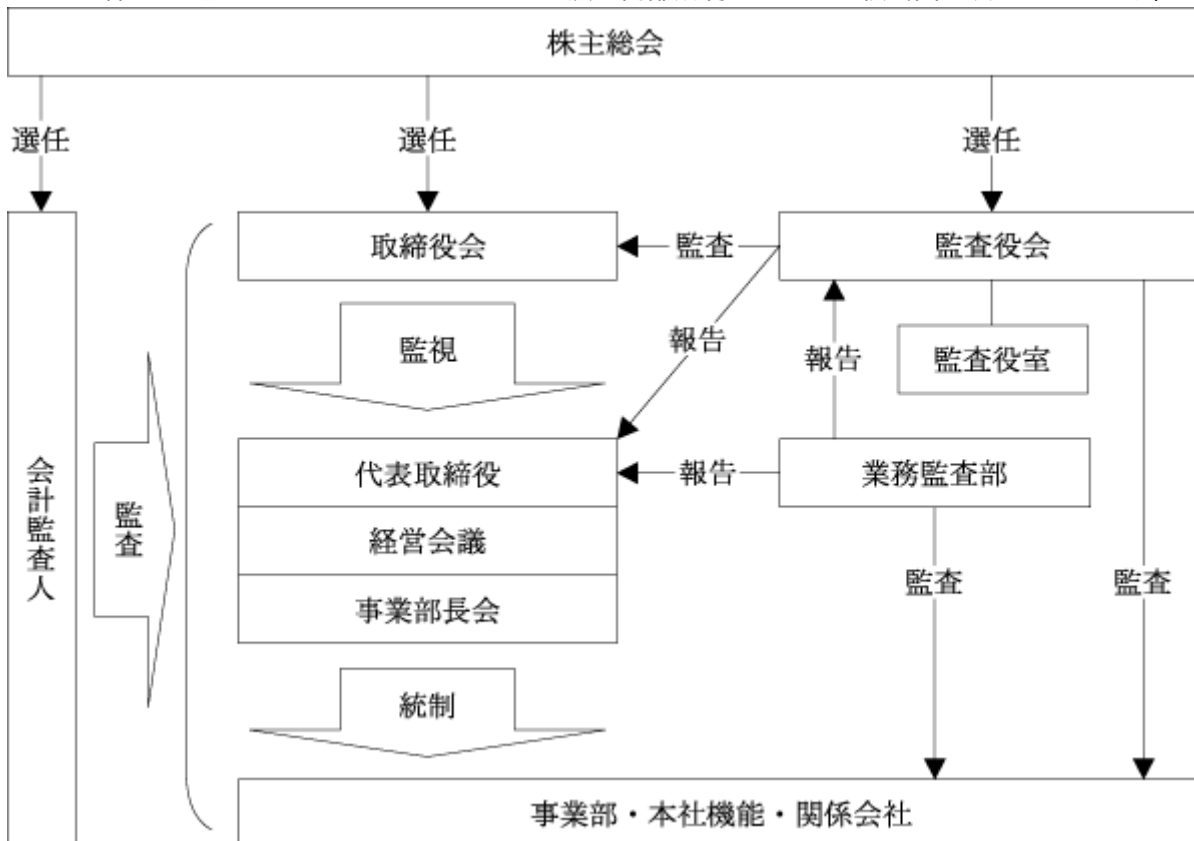 株主総会
選任
選任
選任
取締役会
監査
監査役会
監視
報告
報告
監査役室
会計監査人
監査
代表取締役
報告
業務監査部
経営会議
事業部長会
監査
監査
統制
事業部・本社機能・関係会社